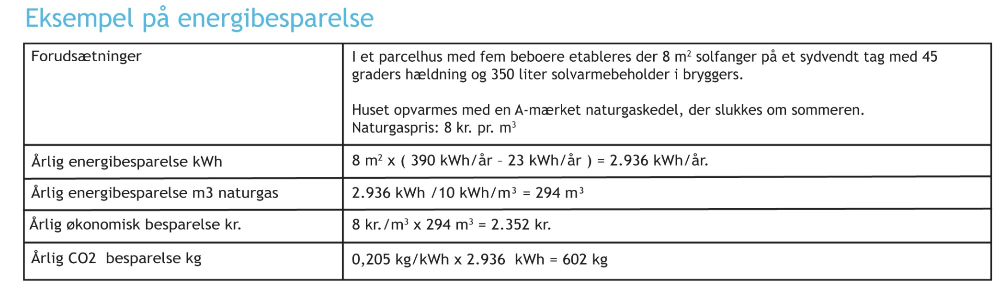 Eksempel på energibesparelse
Forudsætninger
I et parcelhus med fem beboere etableres der 8 m² solfanger på et sydvendt tag med 45
graders hældning og 350 liter solvarmebeholder i bryggers.
Huset opvarmes med en A-mærket naturgaskedel, der slukkes om sommeren.
Naturgaspris: 8 kr. pr. m³
Årlig energibesparelse kWh
8 m² x ( 390 kWh/år – 23 kWh/år ) = 2.936 kWh/år.
Årlig energibesparelse m3 naturgas
2.936 kWh /10 kWh/m³ = 294 m³
Årlig økonomisk besparelse kr.
8 kr./m³ x 294 m³ = 2.352 kr.
Årlig CO2  besparelse kg
0,205 kg/kWh x 2.936  kWh = 602 kg